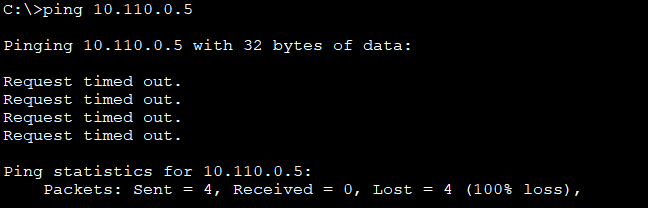 C:\>ping 10.110.0.5
Pinging 10.110.0.5 with 32 bytes of data:
Request timed out.
Request timed out.
Request timed out.
Request timed out.
Ping statistics for 10.110.0.5:
    Packets: Sent = 4, Received = 0, Lost = 4 (100% loss),